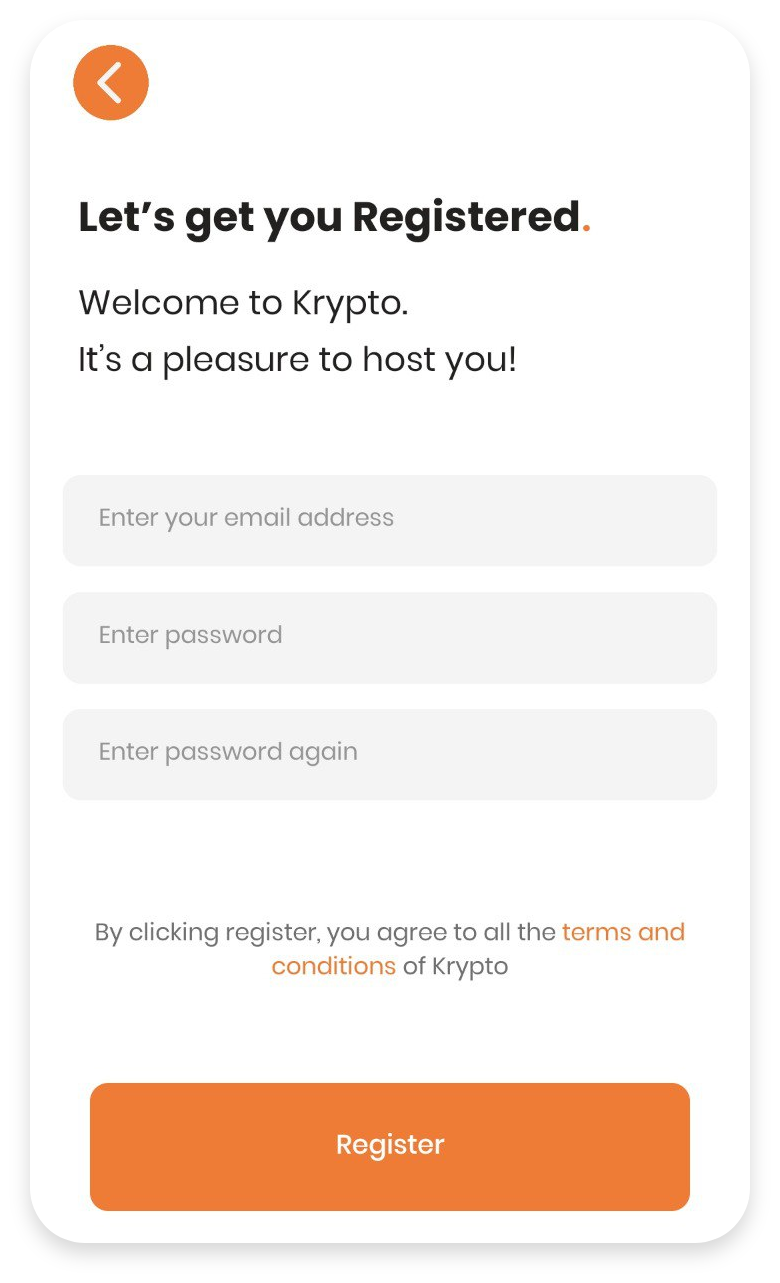 Let’s get you Registered.
Welcome to Krypto.
It’s a pleasure to host you!
Enter your email address
Enter password
Enter password again
By clicking register, you agree to all the terms and
conditions of Krypto
Register